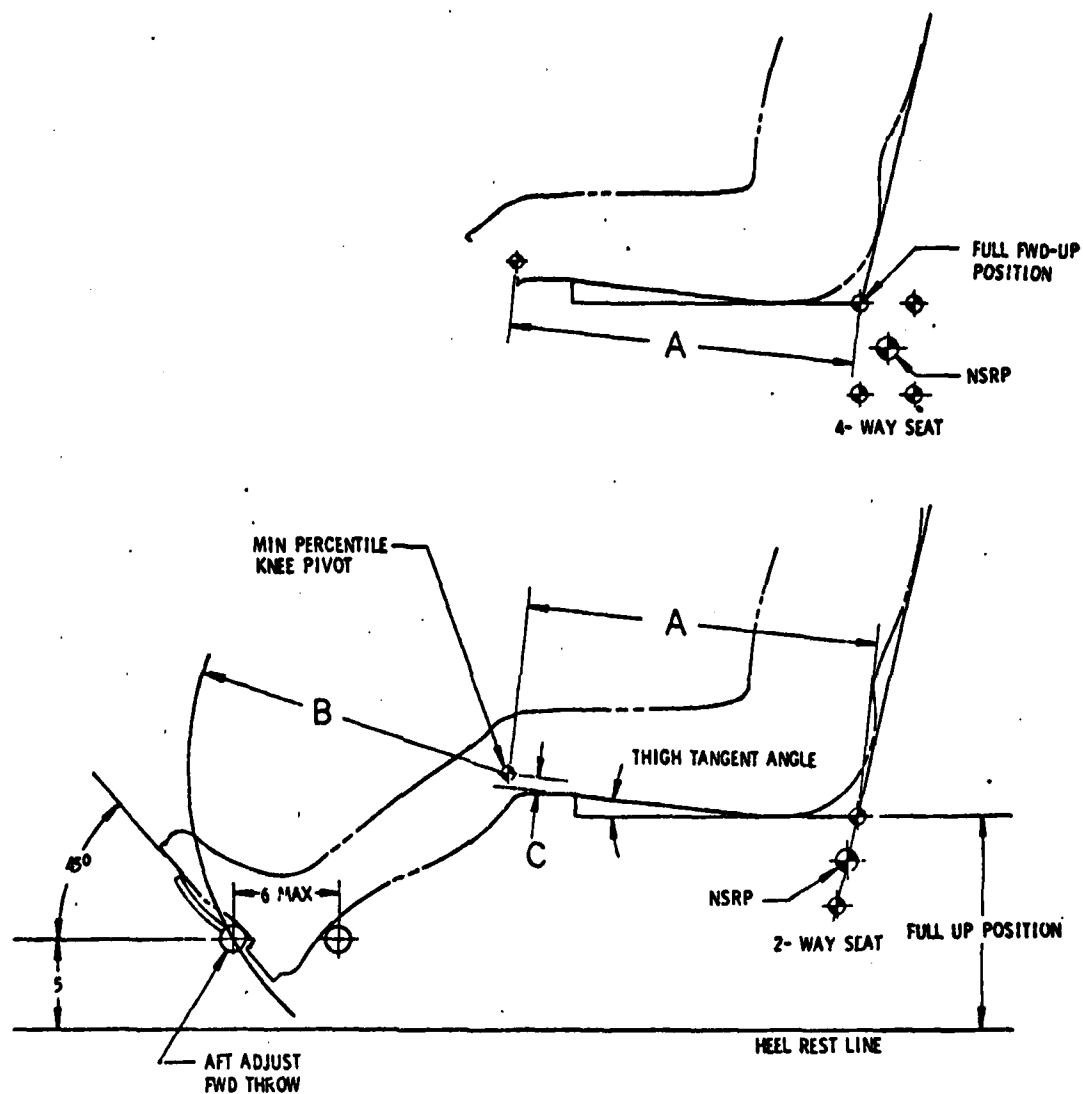 FULL FWD-UP
POSITION
A
NSRP
4- WAY SEAT
MIN PERCENTILE
KNEE PIVOT
A
B
THIGH TANGENT ANGLE
C
45°
6 MAX
NSRP
2- WAY SEAT
FULL UP POSITION
5
HEEL REST LINE
AFT ADJUST
FWD THROW